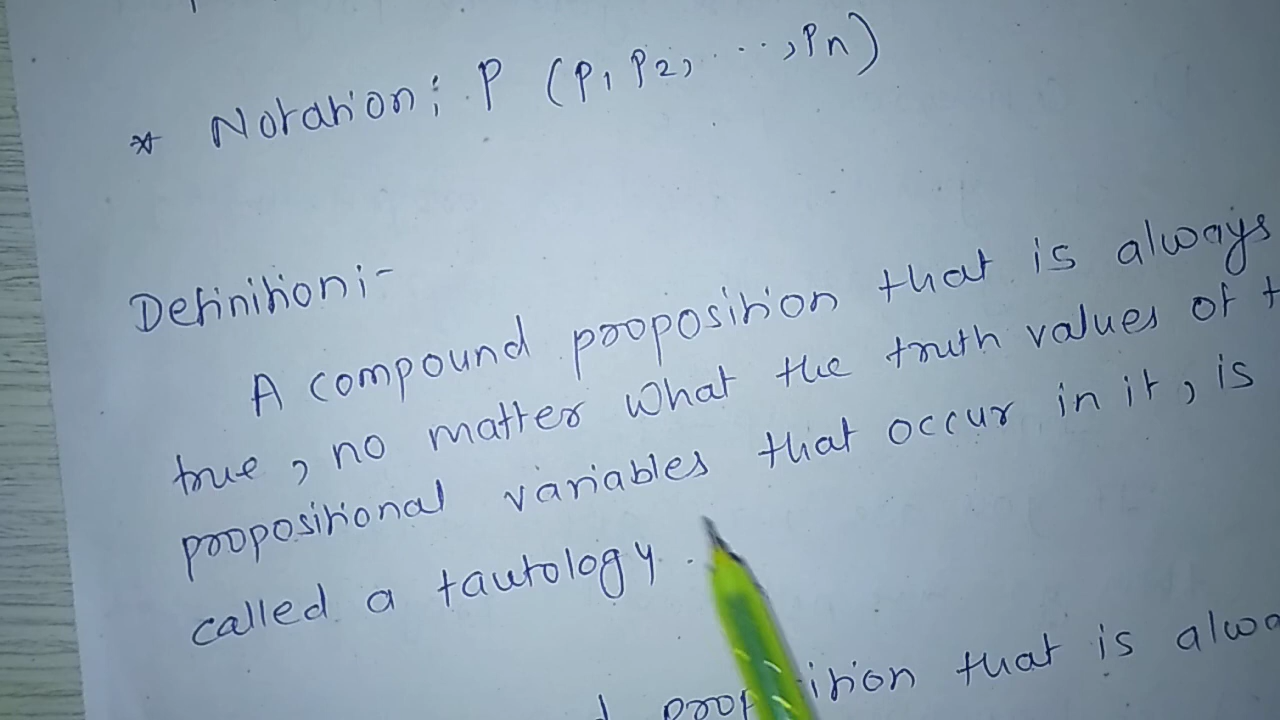 * Notation; P (P1 P2, ..., Pn)
Definition:-
A compound proposition that is always
true, no matter what the truth values of t
propositional variables that occur in it, is
called a tautology.
that is alwa